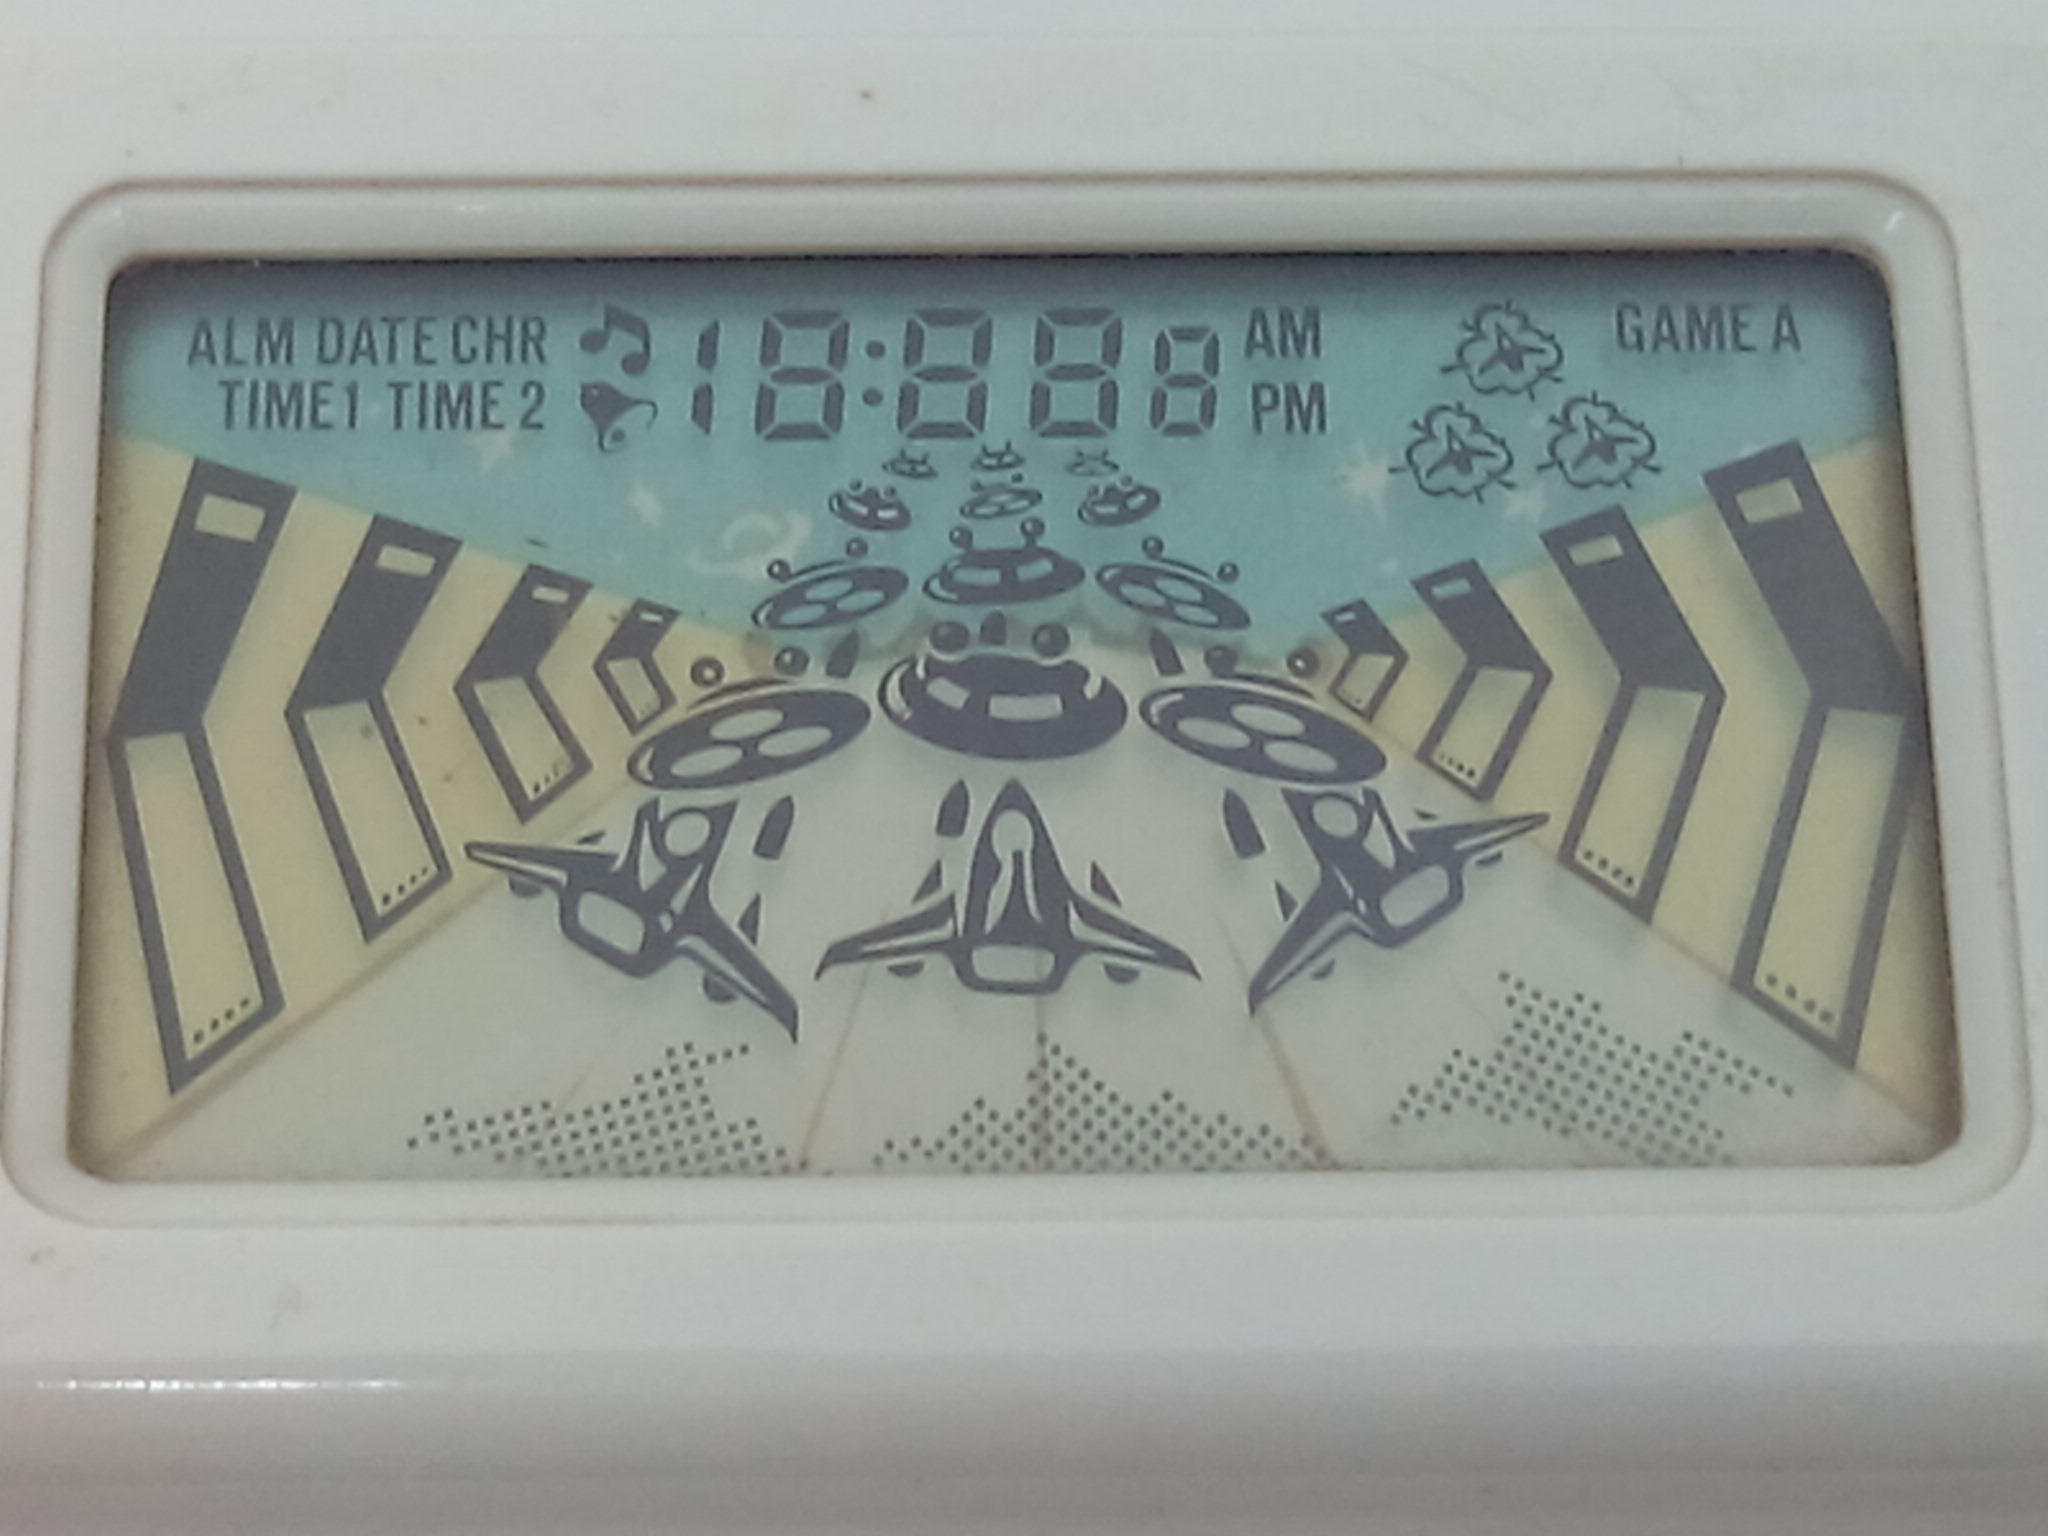 ALM DATE CHR
TIME1 TIME 2
18:888
AM
PM
GAME A